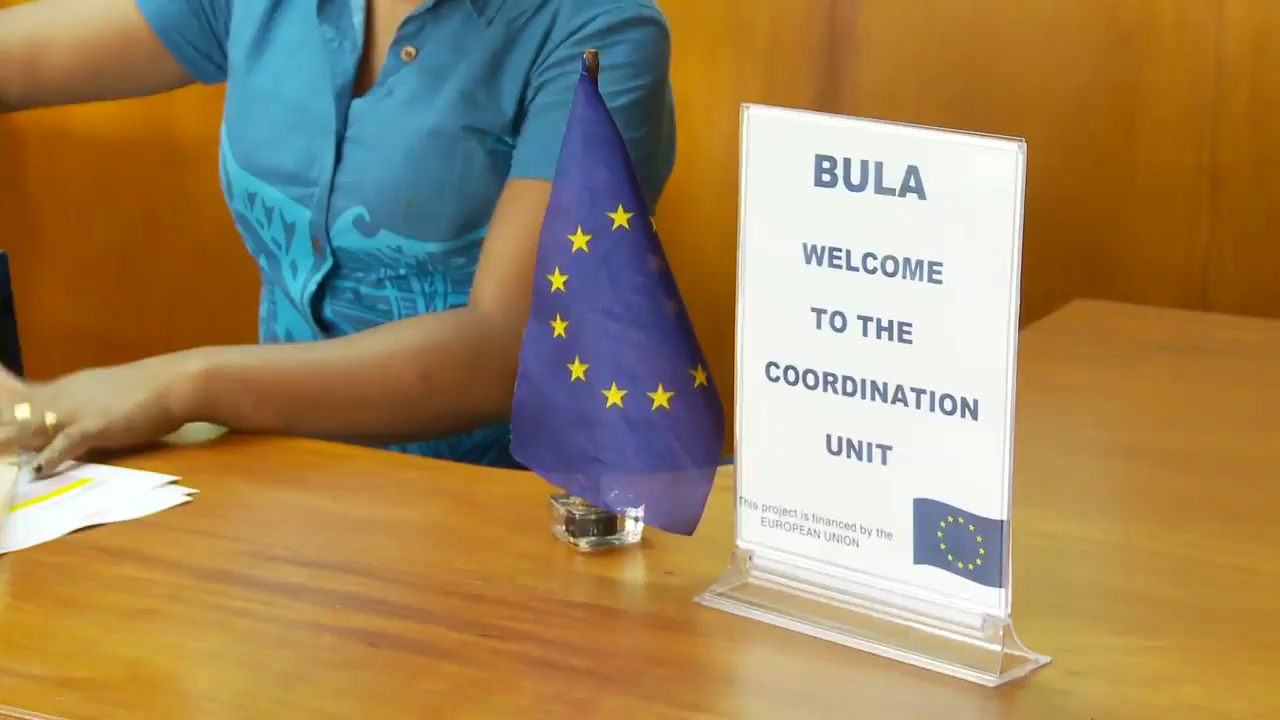 BULA
WELCOME
TO THE
COORDINATION
UNIT
This project is financed by the
EUROPEAN UNION